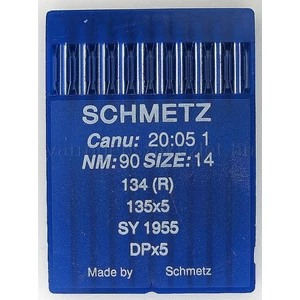 SCHMETZ
Canu: 20:05 1
NM:90 SIZE:14
134 (R)
135x5
SY 1955
DPx5
Made by Schmetz